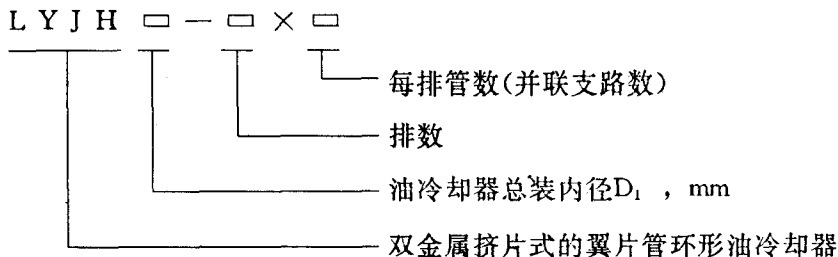 LYJH □-□×□
每排管数(并联支路数)
排数
油冷却器总装内径D₁ ，mm
双金属挤片式的翼片管环形油冷却器